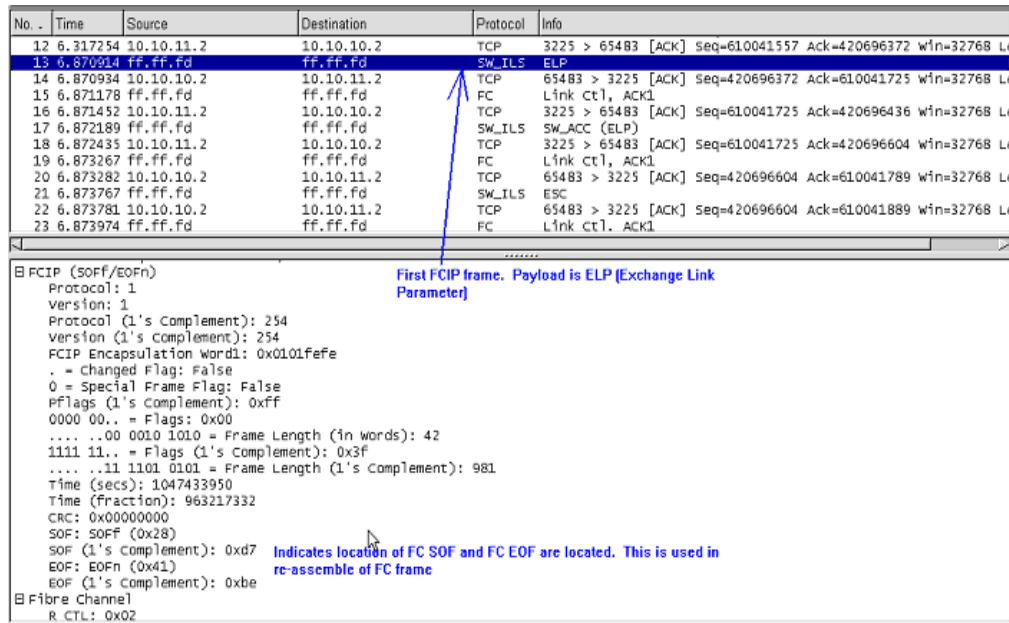 No. . Time Source Destination Protocol Info
12 6.317254 10.10.11.2 10.10.10.2 TCP 3225 > 65483 [ACK] Seq=610041557 Ack=420696372 Win=32768 Le
13 6.870914 ff.ff.fd ff.ff.fd SW_ILS ELP
14 6.870934 10.10.10.2 10.10.11.2 TCP 65483 > 3225 [ACK] Seq=420696372 Ack=610041725 Win=32768 Le
15 6.871178 ff.ff.fd ff.ff.fd FC Link Ctl, ACK1
16 6.871452 10.10.11.2 10.10.10.2 TCP 3225 > 65483 [ACK] Seq=610041725 Ack=420696436 Win=32768 Le
17 6.872189 ff.ff.fd ff.ff.fd SW_ILS SW_ACC (ELP)
18 6.872435 10.10.11.2 10.10.10.2 TCP 3225 > 65483 [ACK] Seq=610041725 Ack=420696604 Win=32768 Le
19 6.873267 ff.ff.fd ff.ff.fd FC Link Ctl, ACK1
20 6.873282 10.10.10.2 10.10.11.2 TCP 65483 > 3225 [ACK] Seq=420696604 Ack=610041789 Win=32768 Le
21 6.873767 ff.ff.fd ff.ff.fd SW_ILS ESC
22 6.873781 10.10.10.2 10.10.11.2 TCP 65483 > 3225 [ACK] Seq=420696604 Ack=610041889 Win=32768 Le
23 6.873974 ff.ff.fd ff.ff.fd FC Link Ctl, ACK1
First FCIP frame. Payload is ELP (Exchange Link
Parameter)
FCIP (SOFf/EOFn)
Protocol: 1
Version: 1
Protocol (1's Complement): 254
Version (1's Complement): 254
FCIP Encapsulation Word1: 0x0101fefe
. = Changed Flag: False
0 = Special Frame Flag: False
Pflags (1's Complement): 0xff
0000 00.. = Flags: 0x00
.... ..00 0010 1010 = Frame Length (in Words): 42
1111 11.. = Flags (1's Complement): 0x3f
.... ..11 1101 0101 = Frame Length (1's Complement): 981
Time (secs): 1047433950
Time (fraction): 963217332
CRC: 0x00000000
SOF: SOFf (0x28)
SOF (1's Complement): 0xd7
EOF: EOFn (0x41)
EOF (1's Complement): 0xbe
Indicates location of FC SOF and FC EOF are located. This is used in
re-assemble of FC frame
Fibre Channel
R_CTL: 0x02